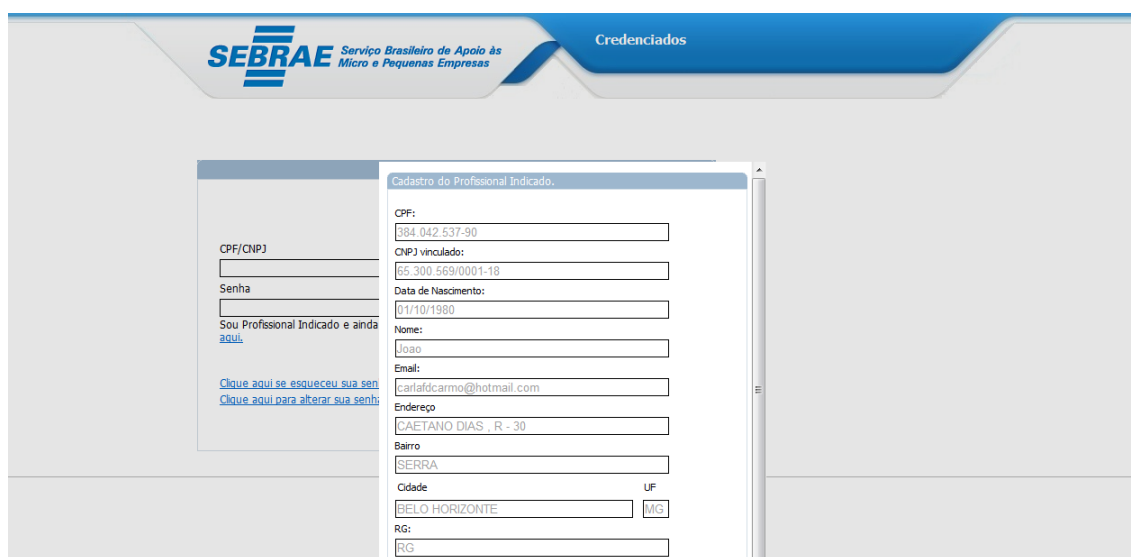 SEBRAE
Serviço Brasileiro de Apoio às
Micro e Pequenas Empresas
Credenciados
CPF/CNPJ
Senha
Sou Profissional Indicado e ainda
aqui.
Clique aqui se esqueceu sua sen
Clique aqui para alterar sua senha
Cadastro do Profissional Indicado.
CPF:
384.042.537-90
CNPJ vinculado:
65.300.569/0001-18
Data de Nascimento:
01/10/1980
Nome:
Joao
Email:
carlafdcarmo@hotmail.com
Endereço
CAETANO DIAS , R - 30
Bairro
SERRA
Cidade UF
BELO HORIZONTE MG
RG:
RG